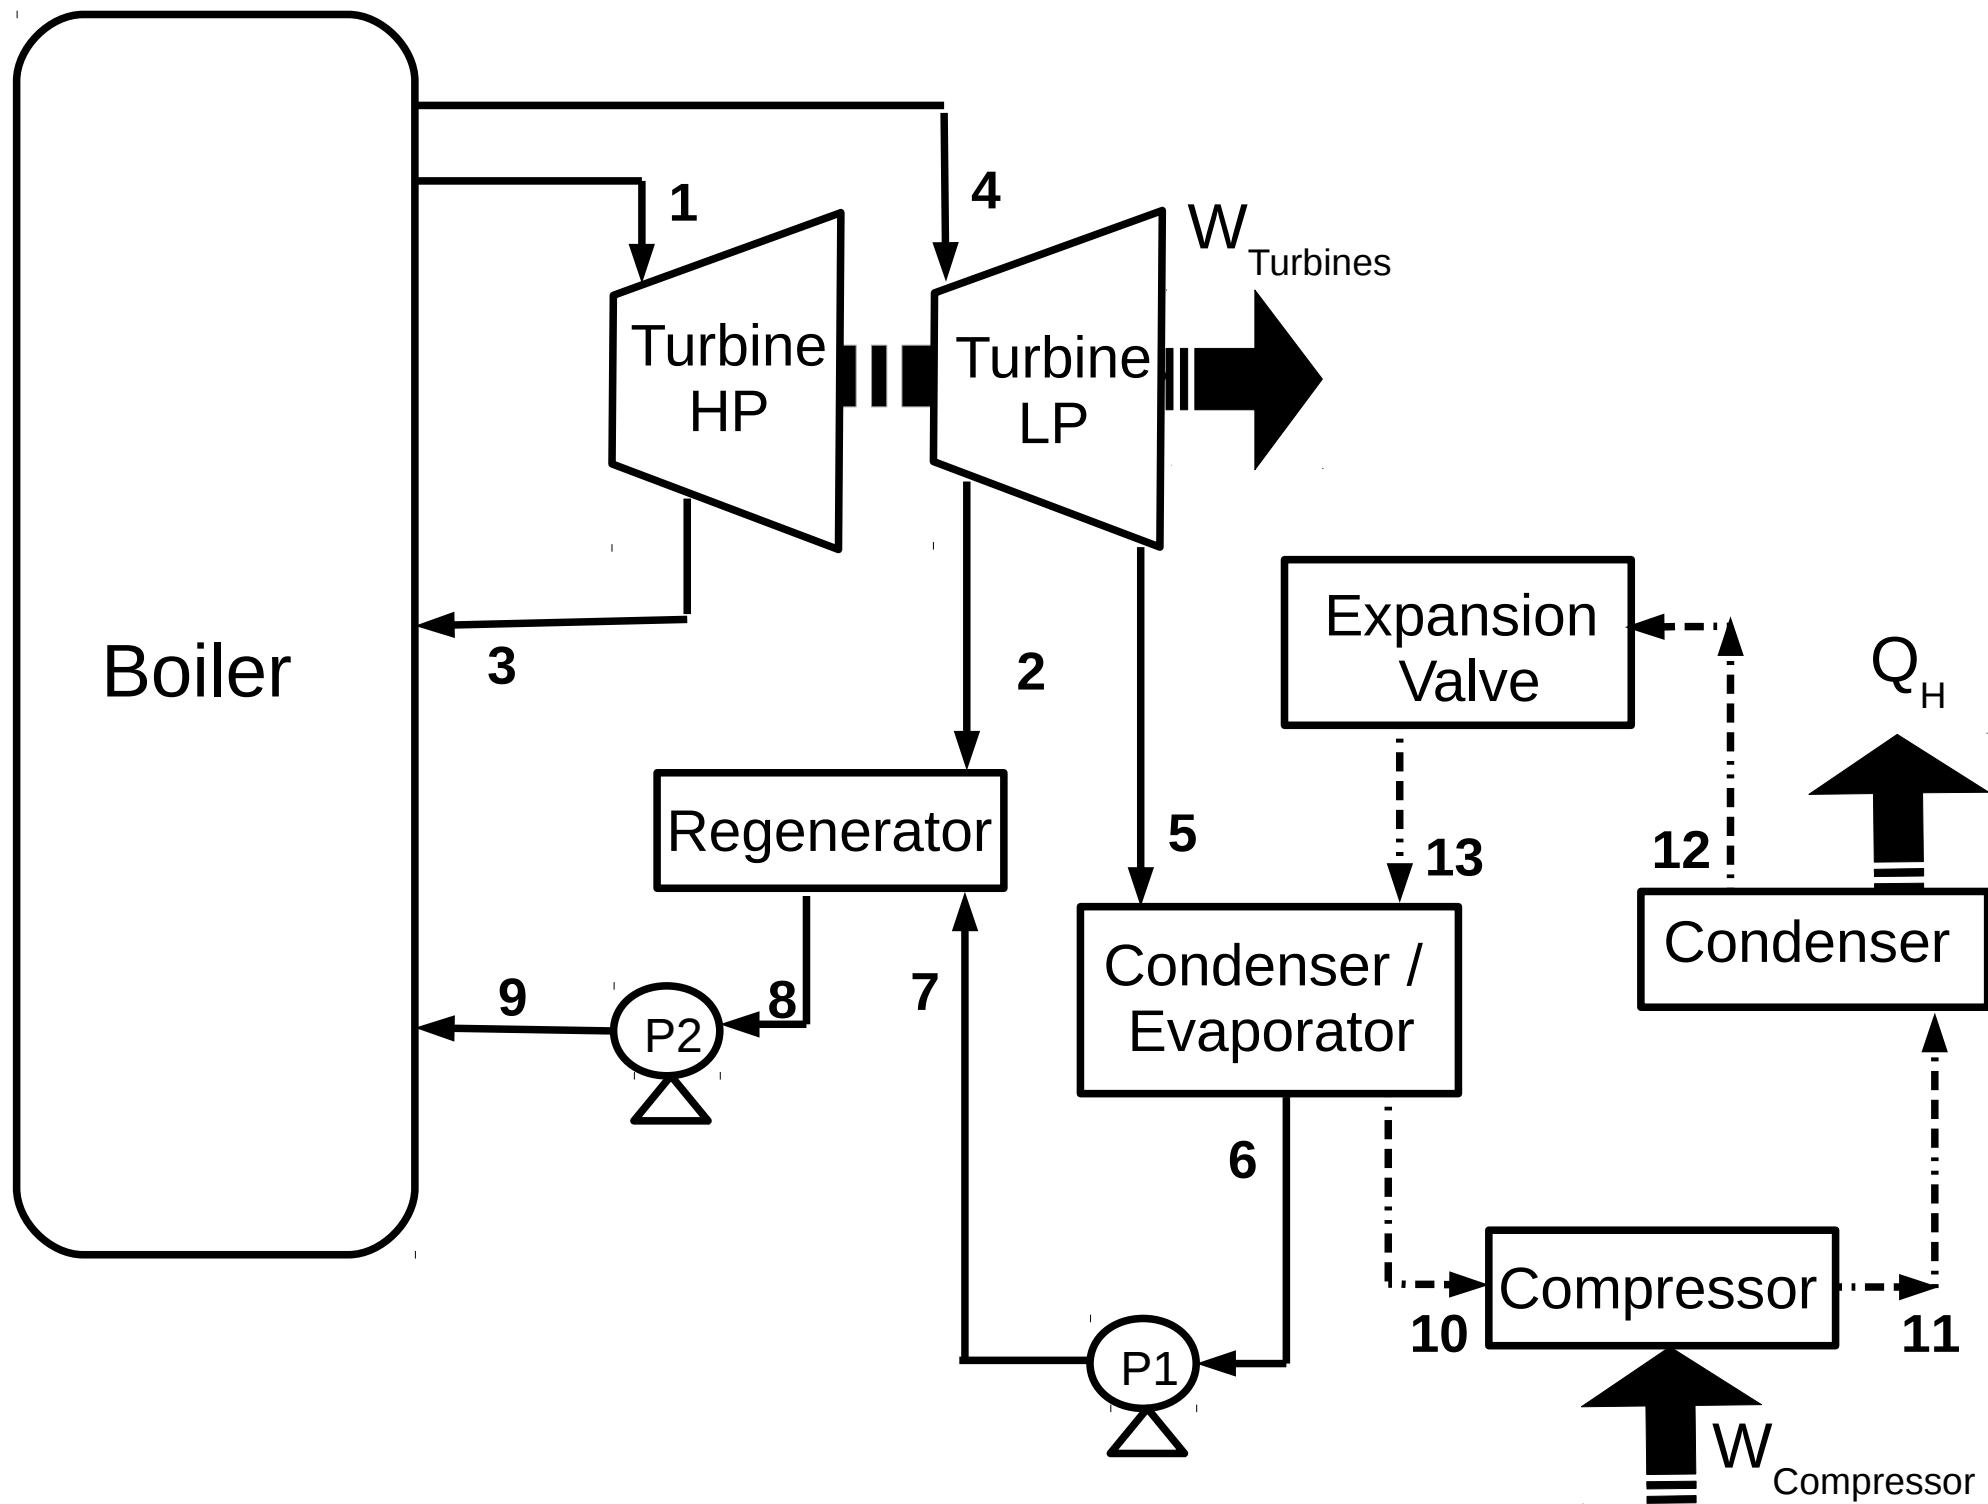 1
4
W
Turbines
Turbine
HP
Turbine
LP
Boiler
3
2
Expansion
Valve
Q
H
Regenerator
5
13
12
Condenser
Condenser /
Evaporator
9
8
7
P2
6
Compressor
10
11
P1
W
Compressor